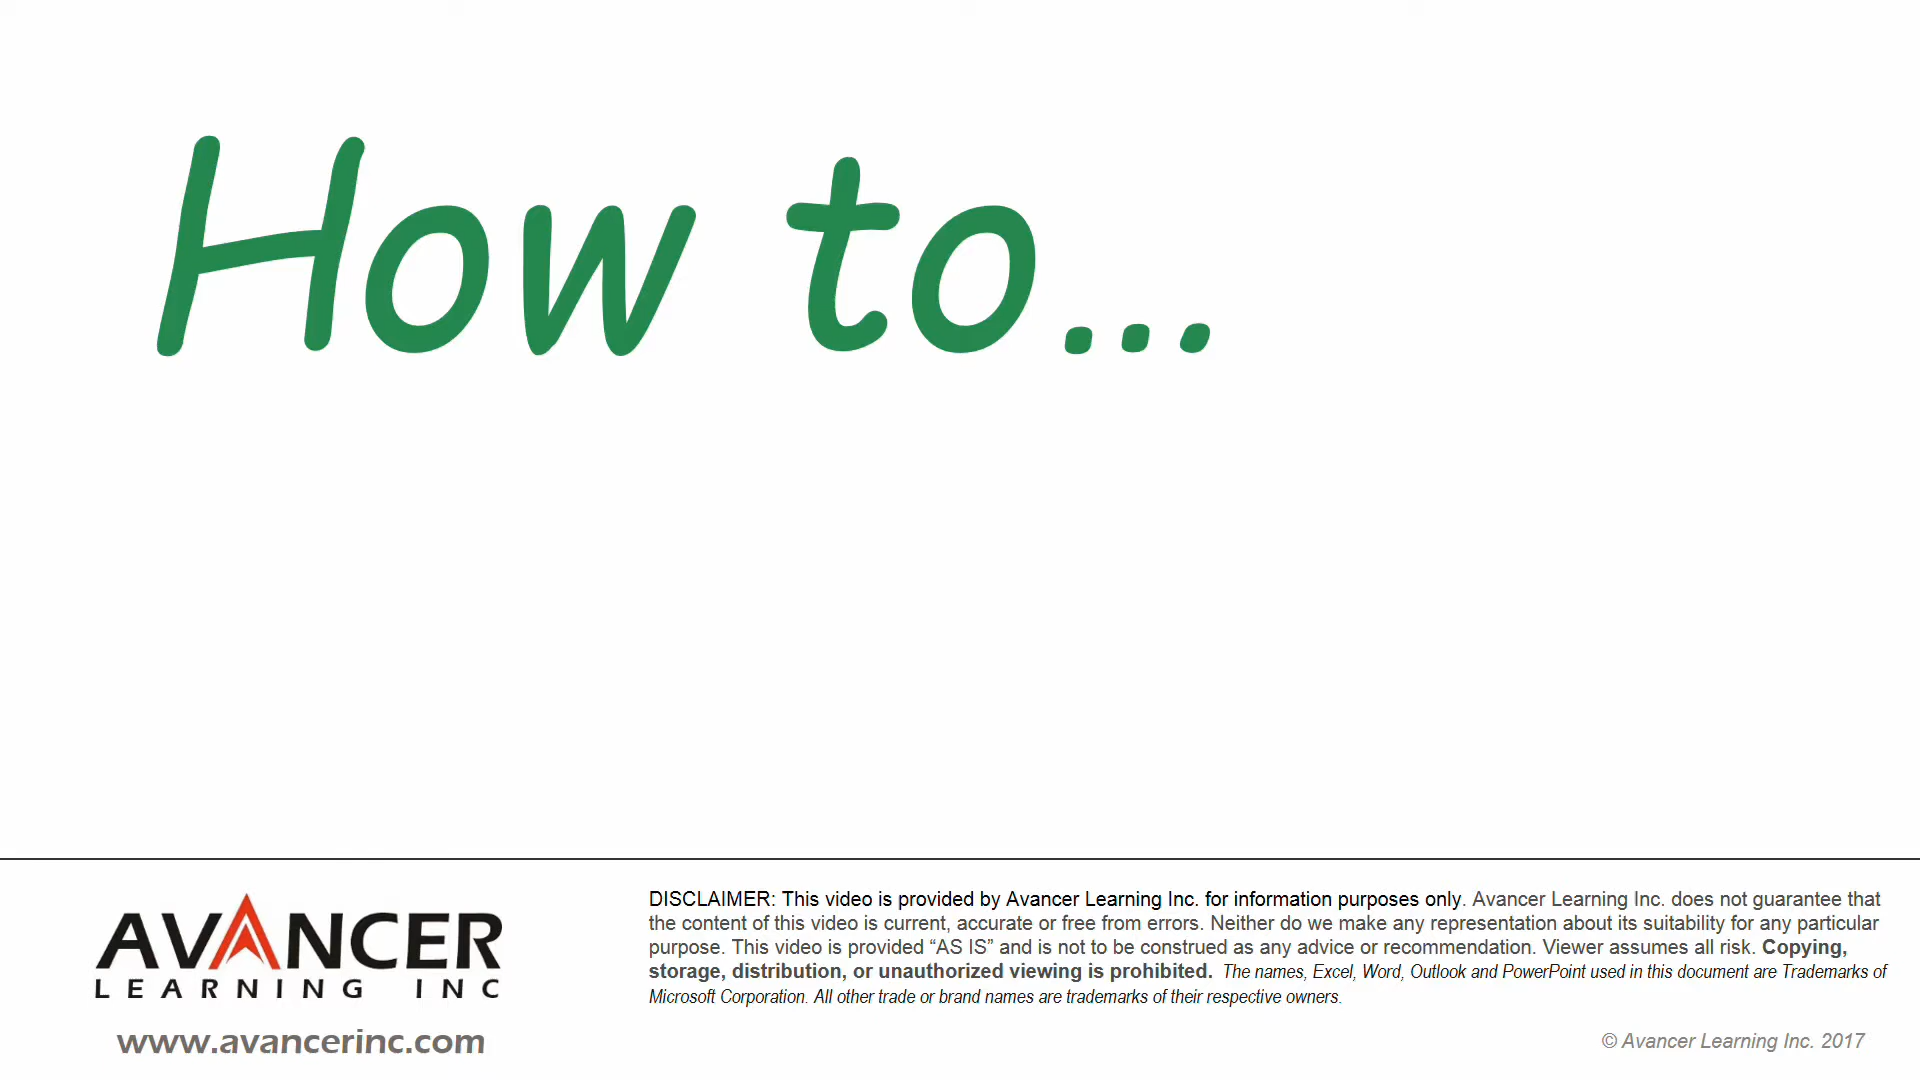 How to...
AVANCER
LEARNING INC
www.avancerinc.com
DISCLAIMER: This video is provided by Avancer Learning Inc. for information purposes only. Avancer Learning Inc. does not guarantee that
the content of this video is current, accurate or free from errors. Neither do we make any representation about its suitability for any particular
purpose. This video is provided “AS IS” and is not to be construed as any advice or recommendation. Viewer assumes all risk. Copying,
storage, distribution, or unauthorized viewing is prohibited. The names, Excel, Word, Outlook and PowerPoint used in this document are Trademarks of
Microsoft Corporation. All other trade or brand names are trademarks of their respective owners.
© Avancer Learning Inc. 2017